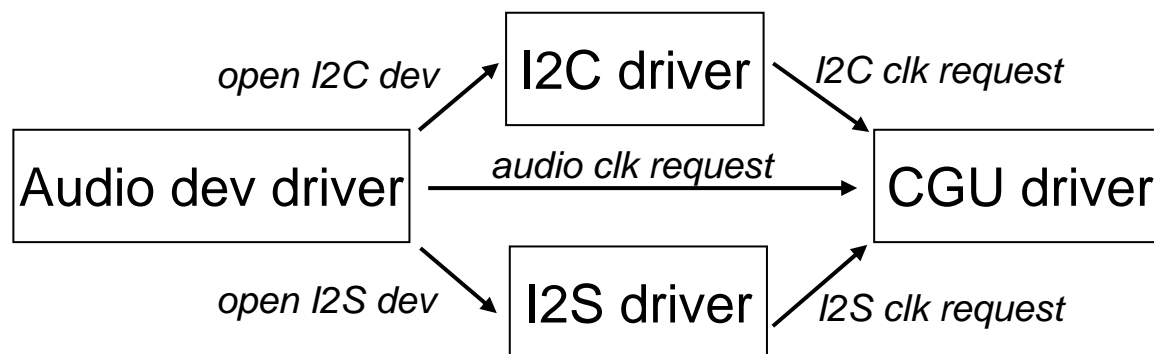 I2C driver
open I2C dev
I2C clk request
Audio dev driver
audio clk request
CGU driver
open I2S dev
I2S driver
I2S clk request